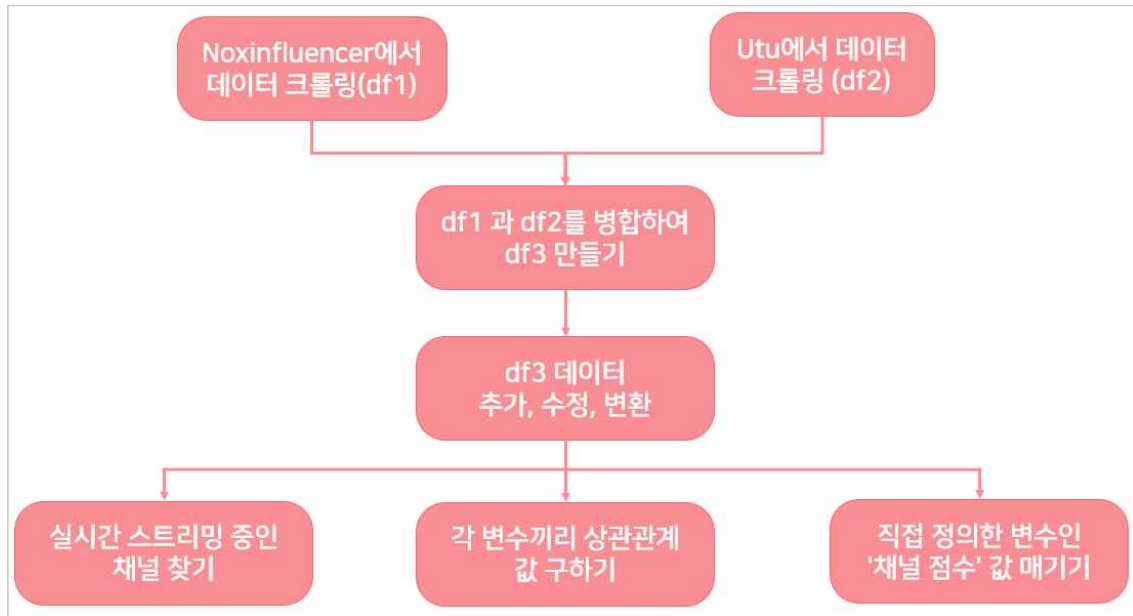 Noxinfluencer에서
데이터 크롤링(df1)
Utu에서 데이터
크롤링 (df2)
df1 과 df2를 병합하여
df3 만들기
df3 데이터
추가, 수정, 변환
실시간 스트리밍 중인
채널 찾기
각 변수끼리 상관관계
값 구하기
직접 정의한 변수인
'채널 점수' 값 매기기